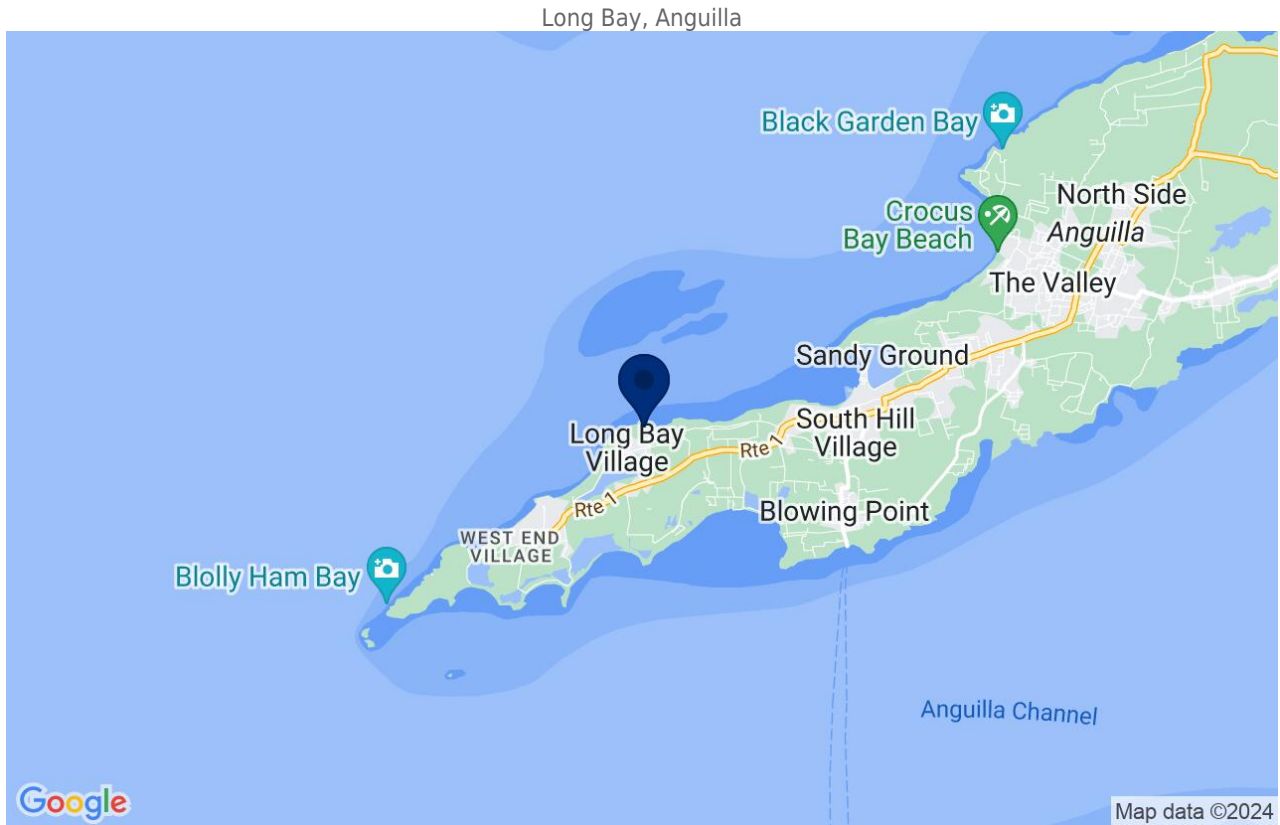 Long Bay, Anguilla
Black Garden Bay
North Side
Crocus
Bay Beach
Anguilla
The Valley
Sandy Ground
Long Bay
Village
South Hill
Village
Rte 1
Rte 1
Blowing Point
WEST END
VILLAGE
Blolly Ham Bay
Anguilla Channel
Google
Map data ©2024